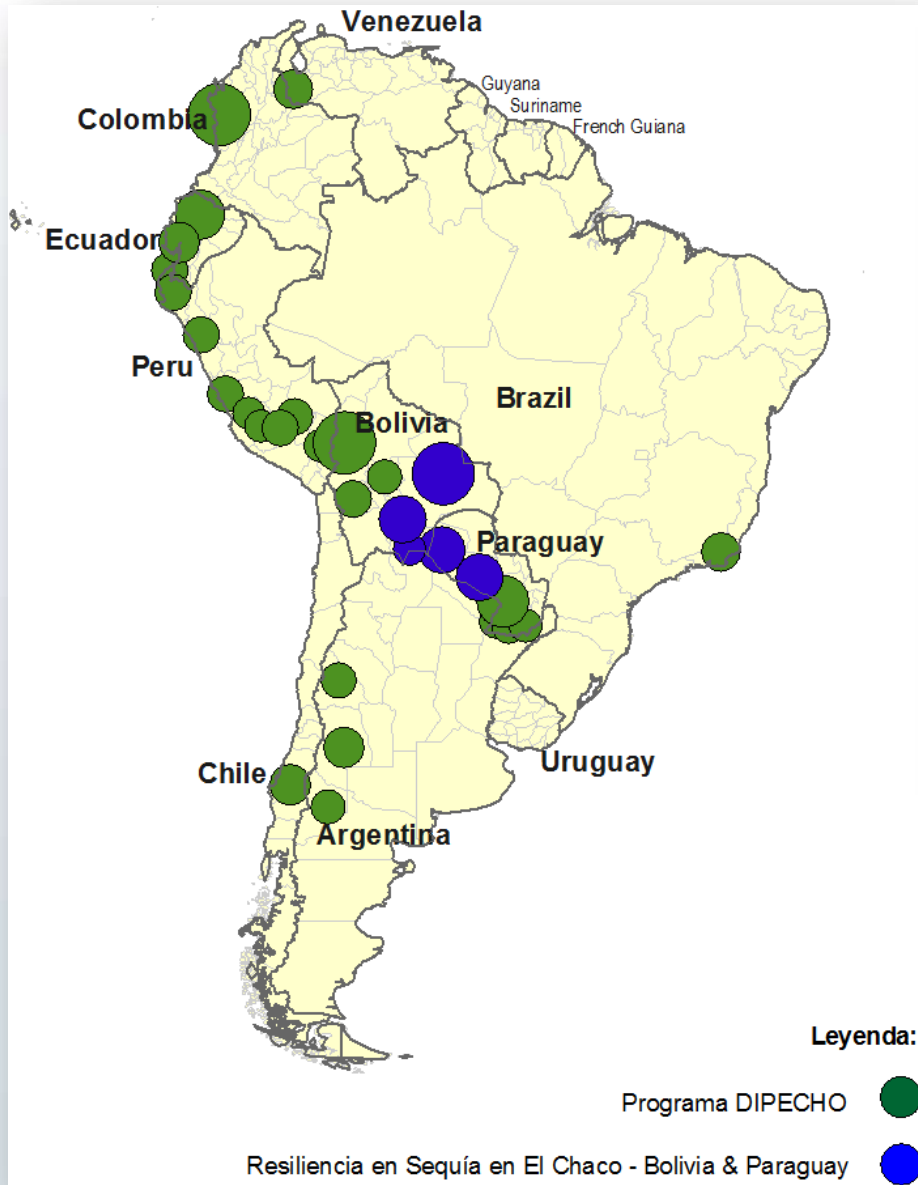 Venezuela
Guyana
Suriname
French Guiana
Colombia
Ecuador
Peru
Brazil
Bolivia
Paraguay
Uruguay
Chile
Argentina
Leyenda:
Programa DIPECHO
Resiliencia en Sequía en El Chaco - Bolivia & Paraguay